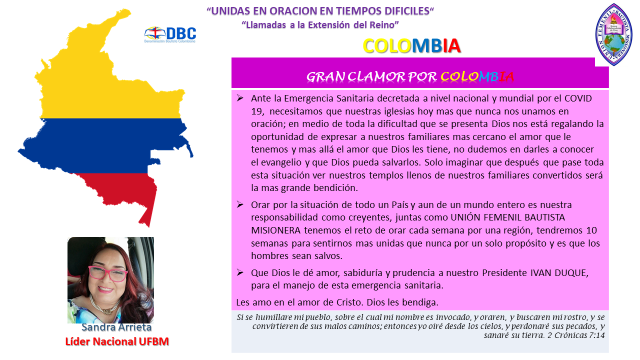 “UNIDAS EN ORACION EN TIEMPOS DIFICILES“
“Llamadas a la Extensión del Reino”
DBC
COLOMBIA
GRAN CLAMOR POR COLOMBIA
➢ Ante la Emergencia Sanitaria decretada a nivel nacional y mundial por el COVID
19, necesitamos que nuestras iglesias hoy mas que nunca nos unamos en
oración; en medio de toda la dificultad que se presenta Dios nos está regalando la
oportunidad de expresar a nuestros familiares mas cercano el amor que le
tenemos y mas allá el amor que Dios les tiene, no dudemos en darles a conocer
el evangelio y que Dios pueda salvarlos. Solo imaginar que después que pase toda
esta situación ver nuestros templos llenos de nuestros familiares convertidos será
la mas grande bendición.
➢ Orar por la situación de todo un País y aun de un mundo entero es nuestra
responsabilidad como creyentes, juntas como UNIÓN FEMENIL BAUTISTA
MISIONERA tenemos el reto de orar cada semana por una región, tendremos 10
semanas para sentirnos mas unidas que nunca por un solo propósito y es que los
hombres sean salvos.
➢ Que Dios le dé amor, sabiduría y prudencia a nuestro Presidente IVAN DUQUE,
para el manejo de esta emergencia sanitaria.
Les amo en el amor de Cristo. Dios les bendiga.
Si se humillare mi pueblo, sobre el cual mi nombre es invocado, y oraren, y buscaren mi rostro, y se
convirtieren de sus malos caminos; entonces yo oiré desde los cielos, y perdonaré sus pecados, y
sanaré su tierra. 2 Crónicas 7:14
Sandra Arrieta
Líder Nacional UFBM